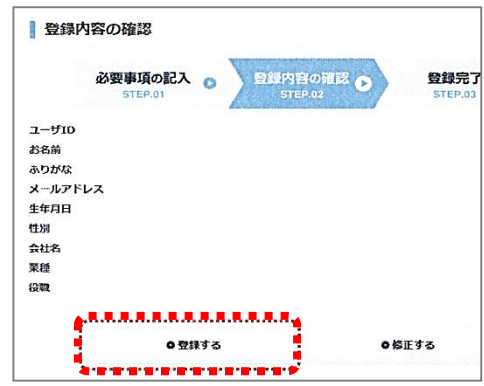 登録内容の確認
必要事項の記入 登録内容の確認 登録完了
STEP.01 STEP.02 STEP.03
ユーザID
お名前
ふりがな
メールアドレス
生年月日
性別
会社名
業種
役職
登録する 修正する